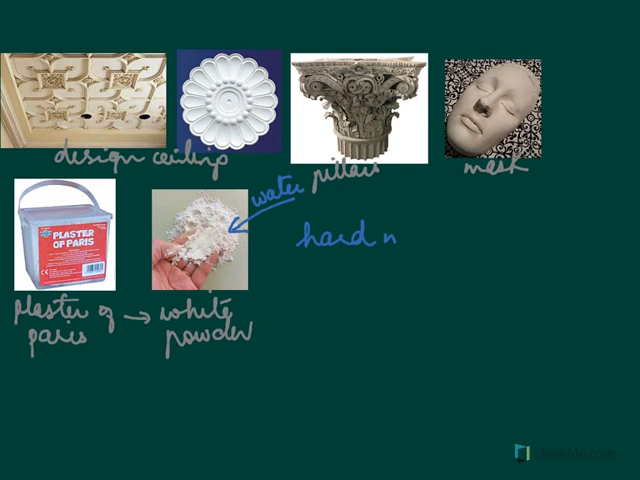 design ceiling
pillars
mask
water
hard n
PLASTER
OF PARIS
plaster of → white
paris powder
ShowMe.com